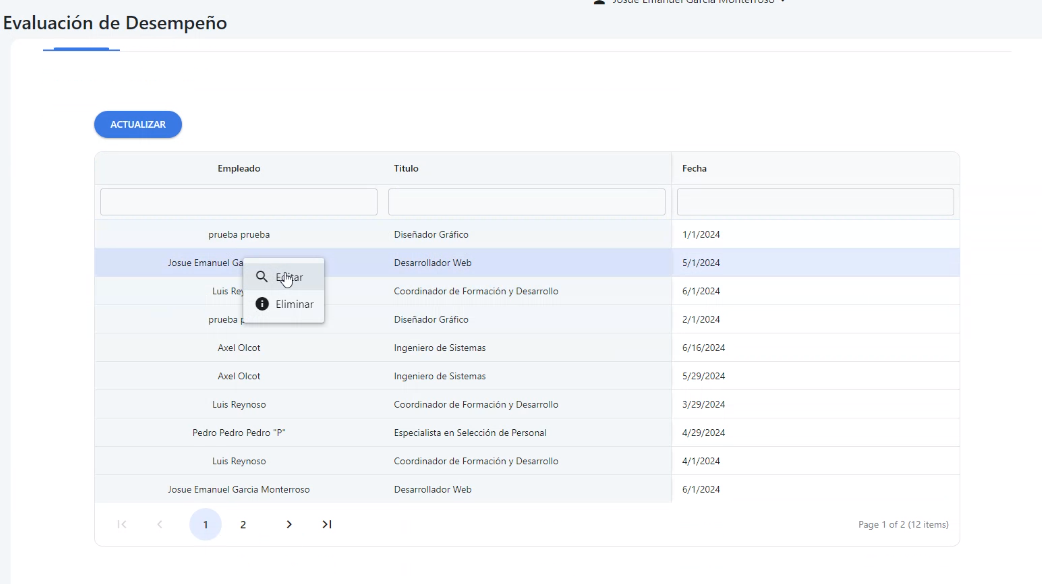 Josue Emanuel Garcia Monterroso
Evaluación de Desempeño
ACTUALIZAR
Empleado Titulo Fecha
prueba prueba Diseñador Gráfico 1/1/2024
Josue Emanuel Desarrollador Web 5/1/2024
Editar
Luis Coordinador de Formación y Desarrollo 6/1/2024
Eliminar
prueba Diseñador Gráfico 2/1/2024
Axel Olcot Ingeniero de Sistemas 6/16/2024
Axel Olcot Ingeniero de Sistemas 5/29/2024
Luis Reynoso Coordinador de Formación y Desarrollo 3/29/2024
Pedro Pedro Pedro "P" Especialista en Selección de Personal 4/29/2024
Luis Reynoso Coordinador de Formación y Desarrollo 4/1/2024
Josue Emanuel Garcia Monterroso Desarrollador Web 6/1/2024
1 2 Page 1 of 2 (12 items)